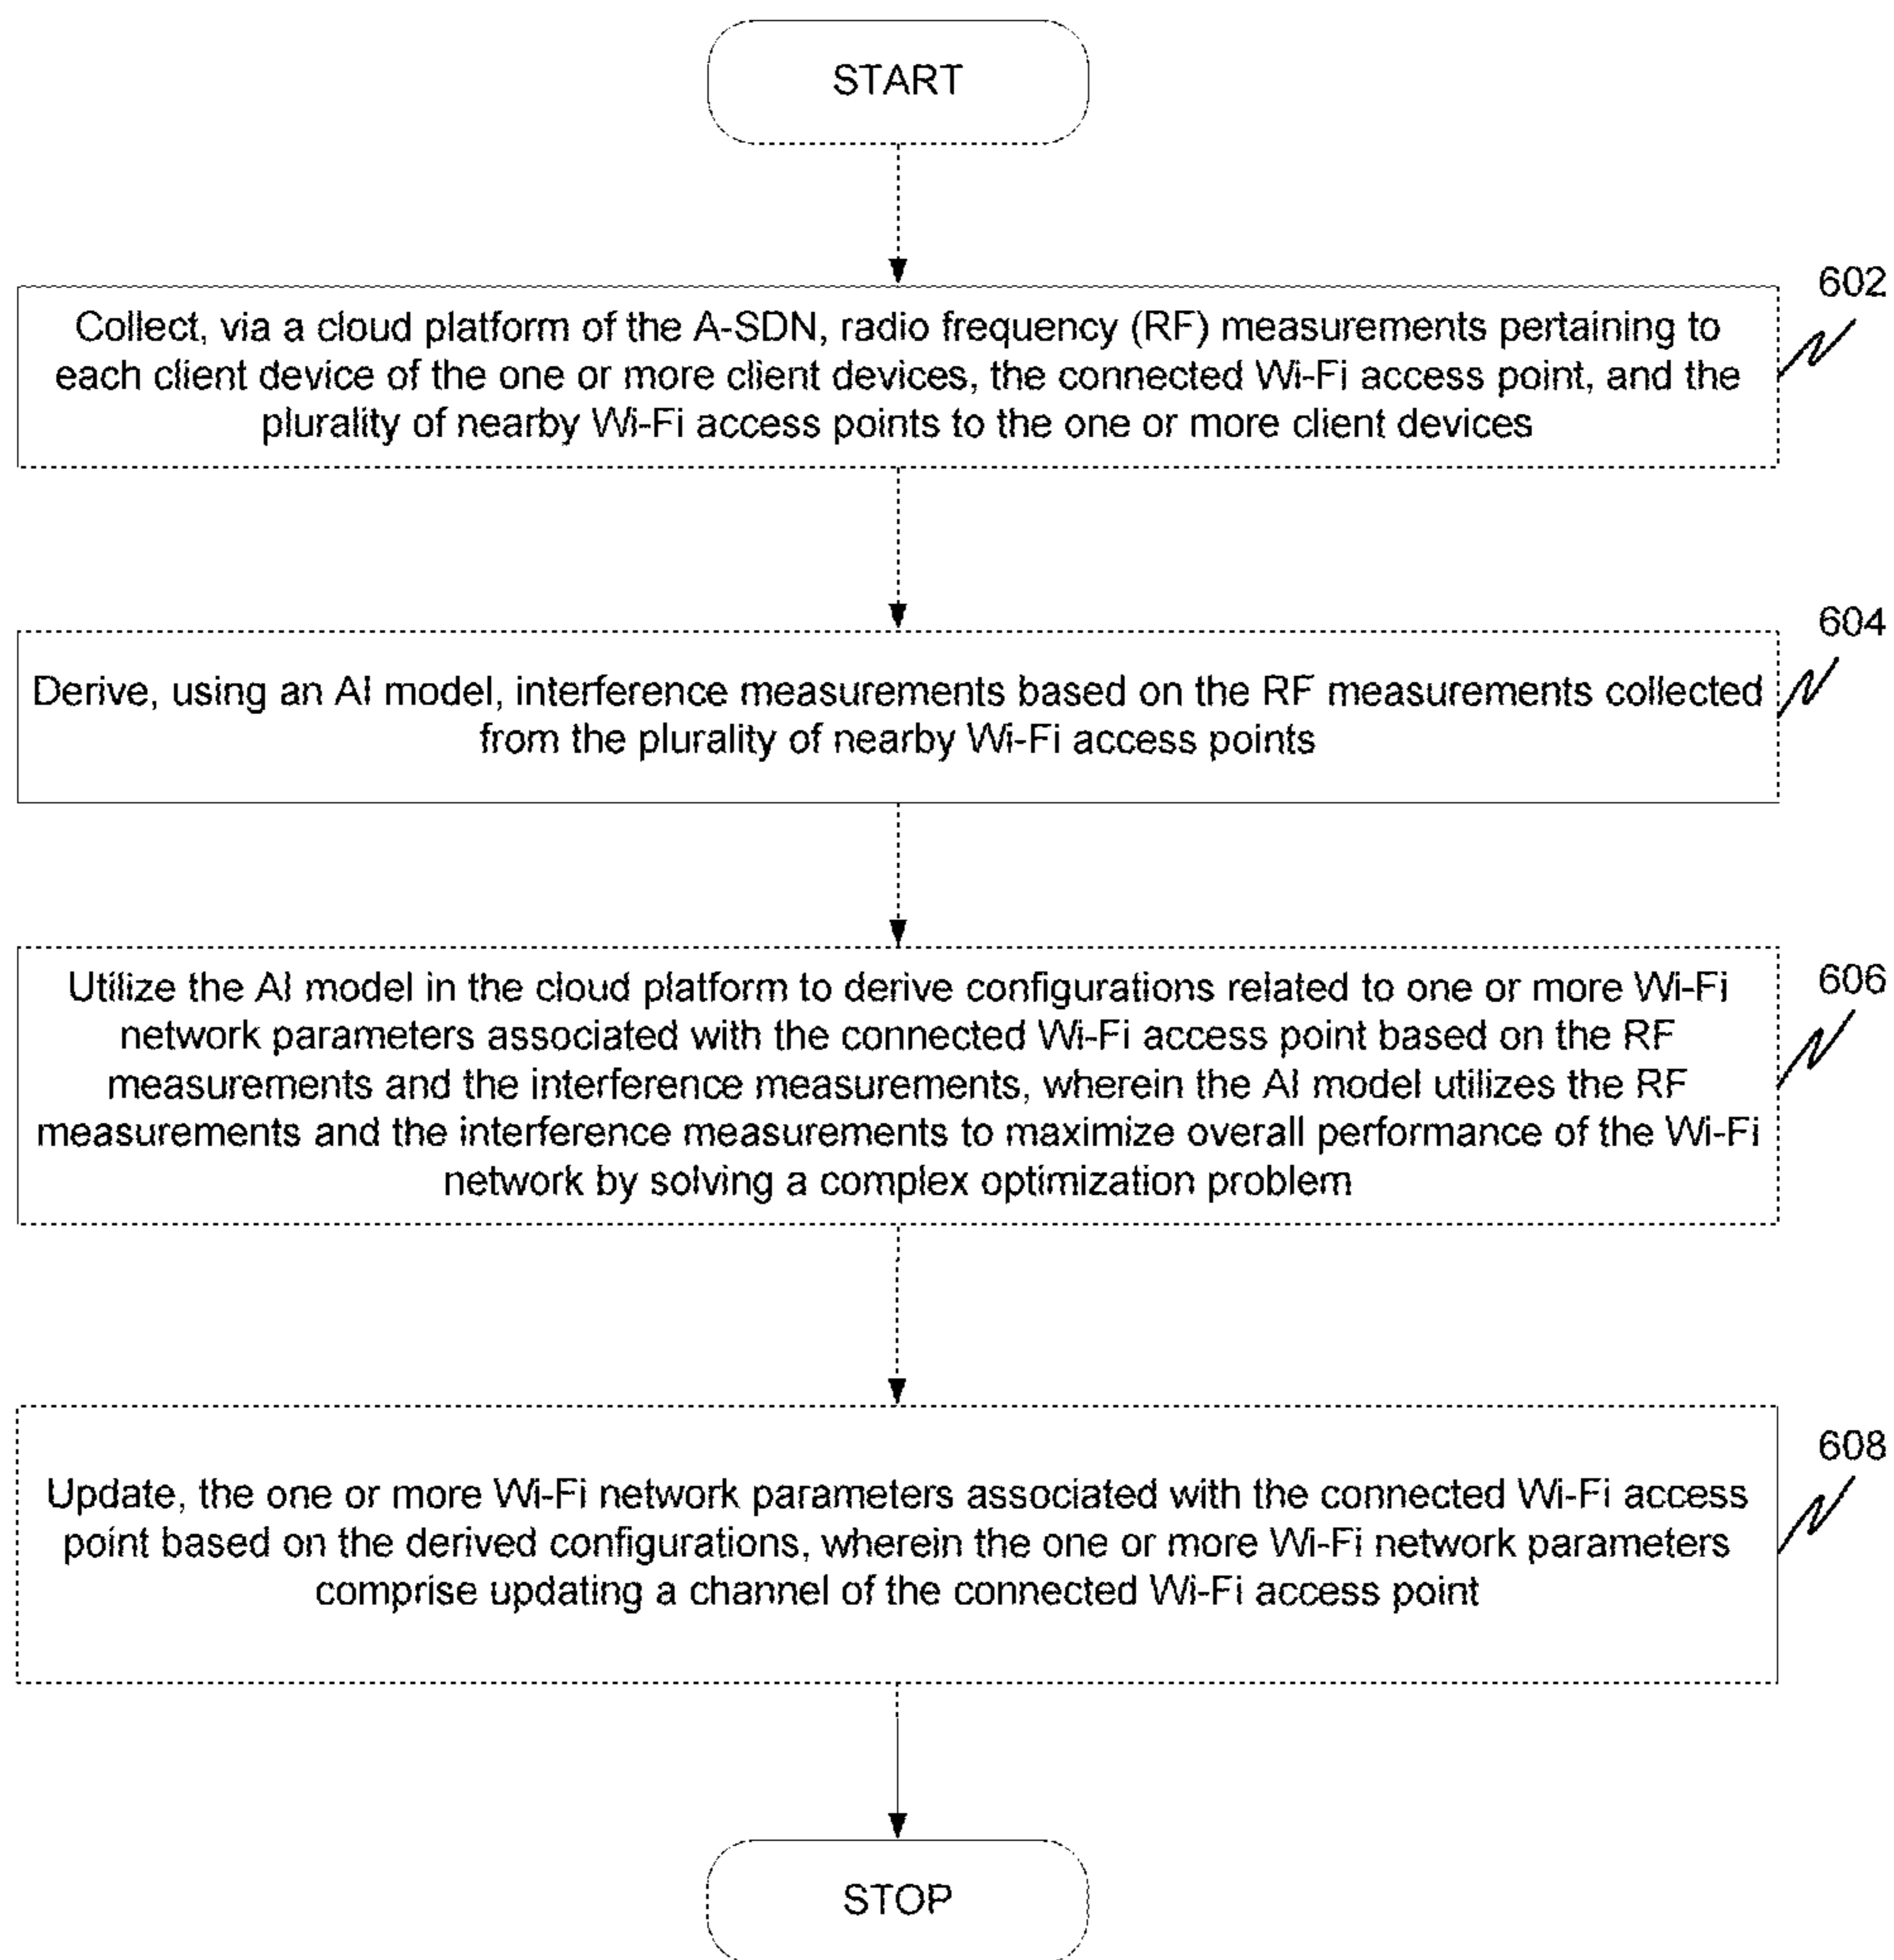 START
602
Collect, via a cloud platform of the A-SDN, radio frequency (RF) measurements pertaining to
each client device of the one or more client devices, the connected Wi-Fi access point, and the
plurality of nearby Wi-Fi access points to the one or more client devices
604
Derive, using an AI model, interference measurements based on the RF measurements collected
from the plurality of nearby Wi-Fi access points
606
Utilize the AI model in the cloud platform to derive configurations related to one or more Wi-Fi
network parameters associated with the connected Wi-Fi access point based on the RF
measurements and the interference measurements, wherein the AI model utilizes the RF
measurements and the interference measurements to maximize overall performance of the Wi-Fi
network by solving a complex optimization problem
608
Update, the one or more Wi-Fi network parameters associated with the connected Wi-Fi access
point based on the derived configurations, wherein the one or more Wi-Fi network parameters
comprise updating a channel of the connected Wi-Fi access point
STOP